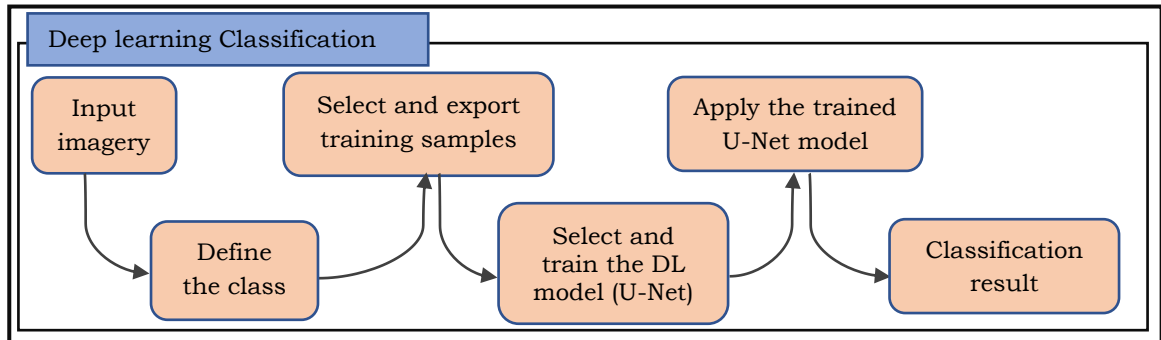 Deep learning Classification
Input
imagery
Define
the class
Select and export
training samples
Select and
train the DL
model (U-Net)
Apply the trained
U-Net model
Classification
result